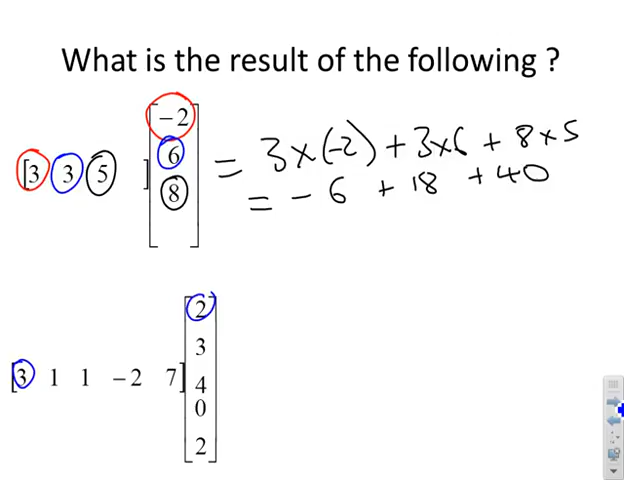 What is the result of the following ?
[3 3 5 ] [-2 6 8 ] = 3×(-2) + 3×6 + 8×5
= - 6 + 18 + 40
[3 1 1 -2 7] [2 3 4 0 2]